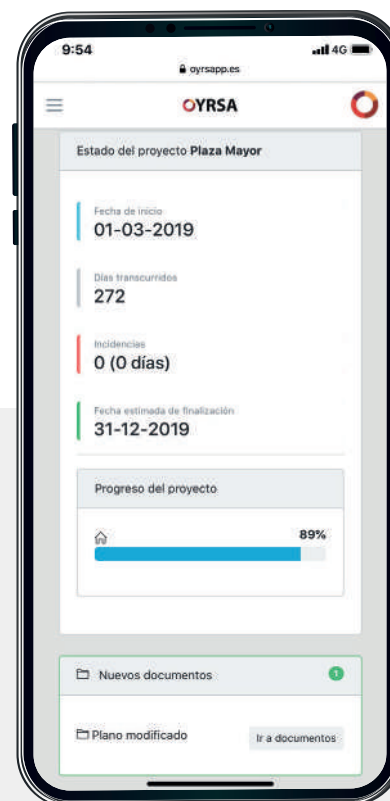 9:54
4G
oyrsapp.es
OYRSA
Estado del proyecto Plaza Mayor
Fecha de inicio
01-03-2019
Días transcurridos
272
Incidencias
0 (0 días)
Fecha estimada de finalización
31-12-2019
Progreso del proyecto
89%
Nuevos documentos
1
Plano modificado
Ir a documentos